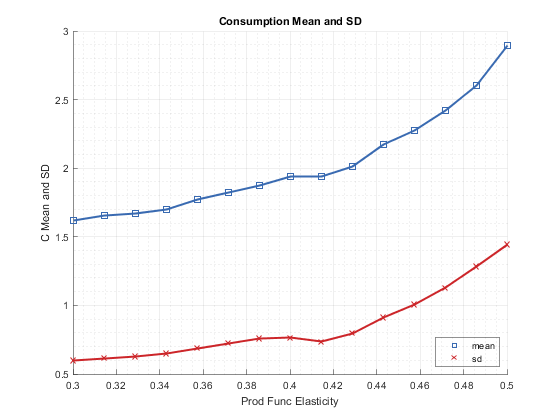 Consumption Mean and SD
3
2.5
2
1.5
1
0.5
C Mean and SD
0.3 0.32 0.34 0.36 0.38 0.4 0.42 0.44 0.46 0.48 0.5
Prod Func Elasticity
mean
sd